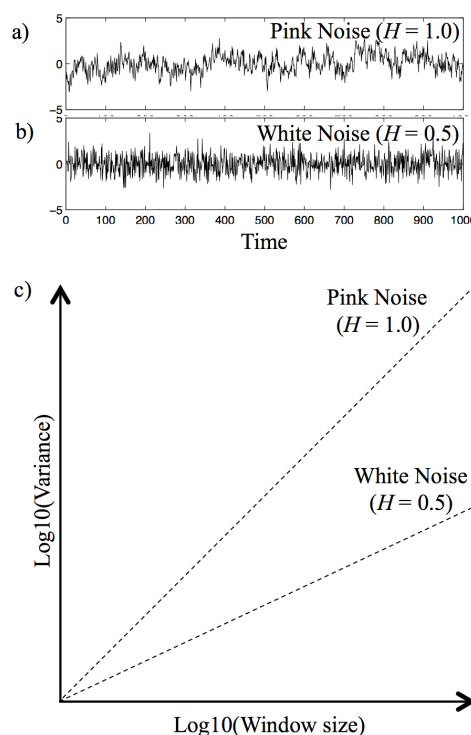 a)
Pink Noise (H = 1.0)
5
0
-5
b)
White Noise (H = 0.5)
5
0
-5
0 100 200 300 400 500 600 700 800 900 1000
Time
c)
Pink Noise
(H = 1.0)
White Noise
(H = 0.5)
Log10(Variance)
Log10(Window size)